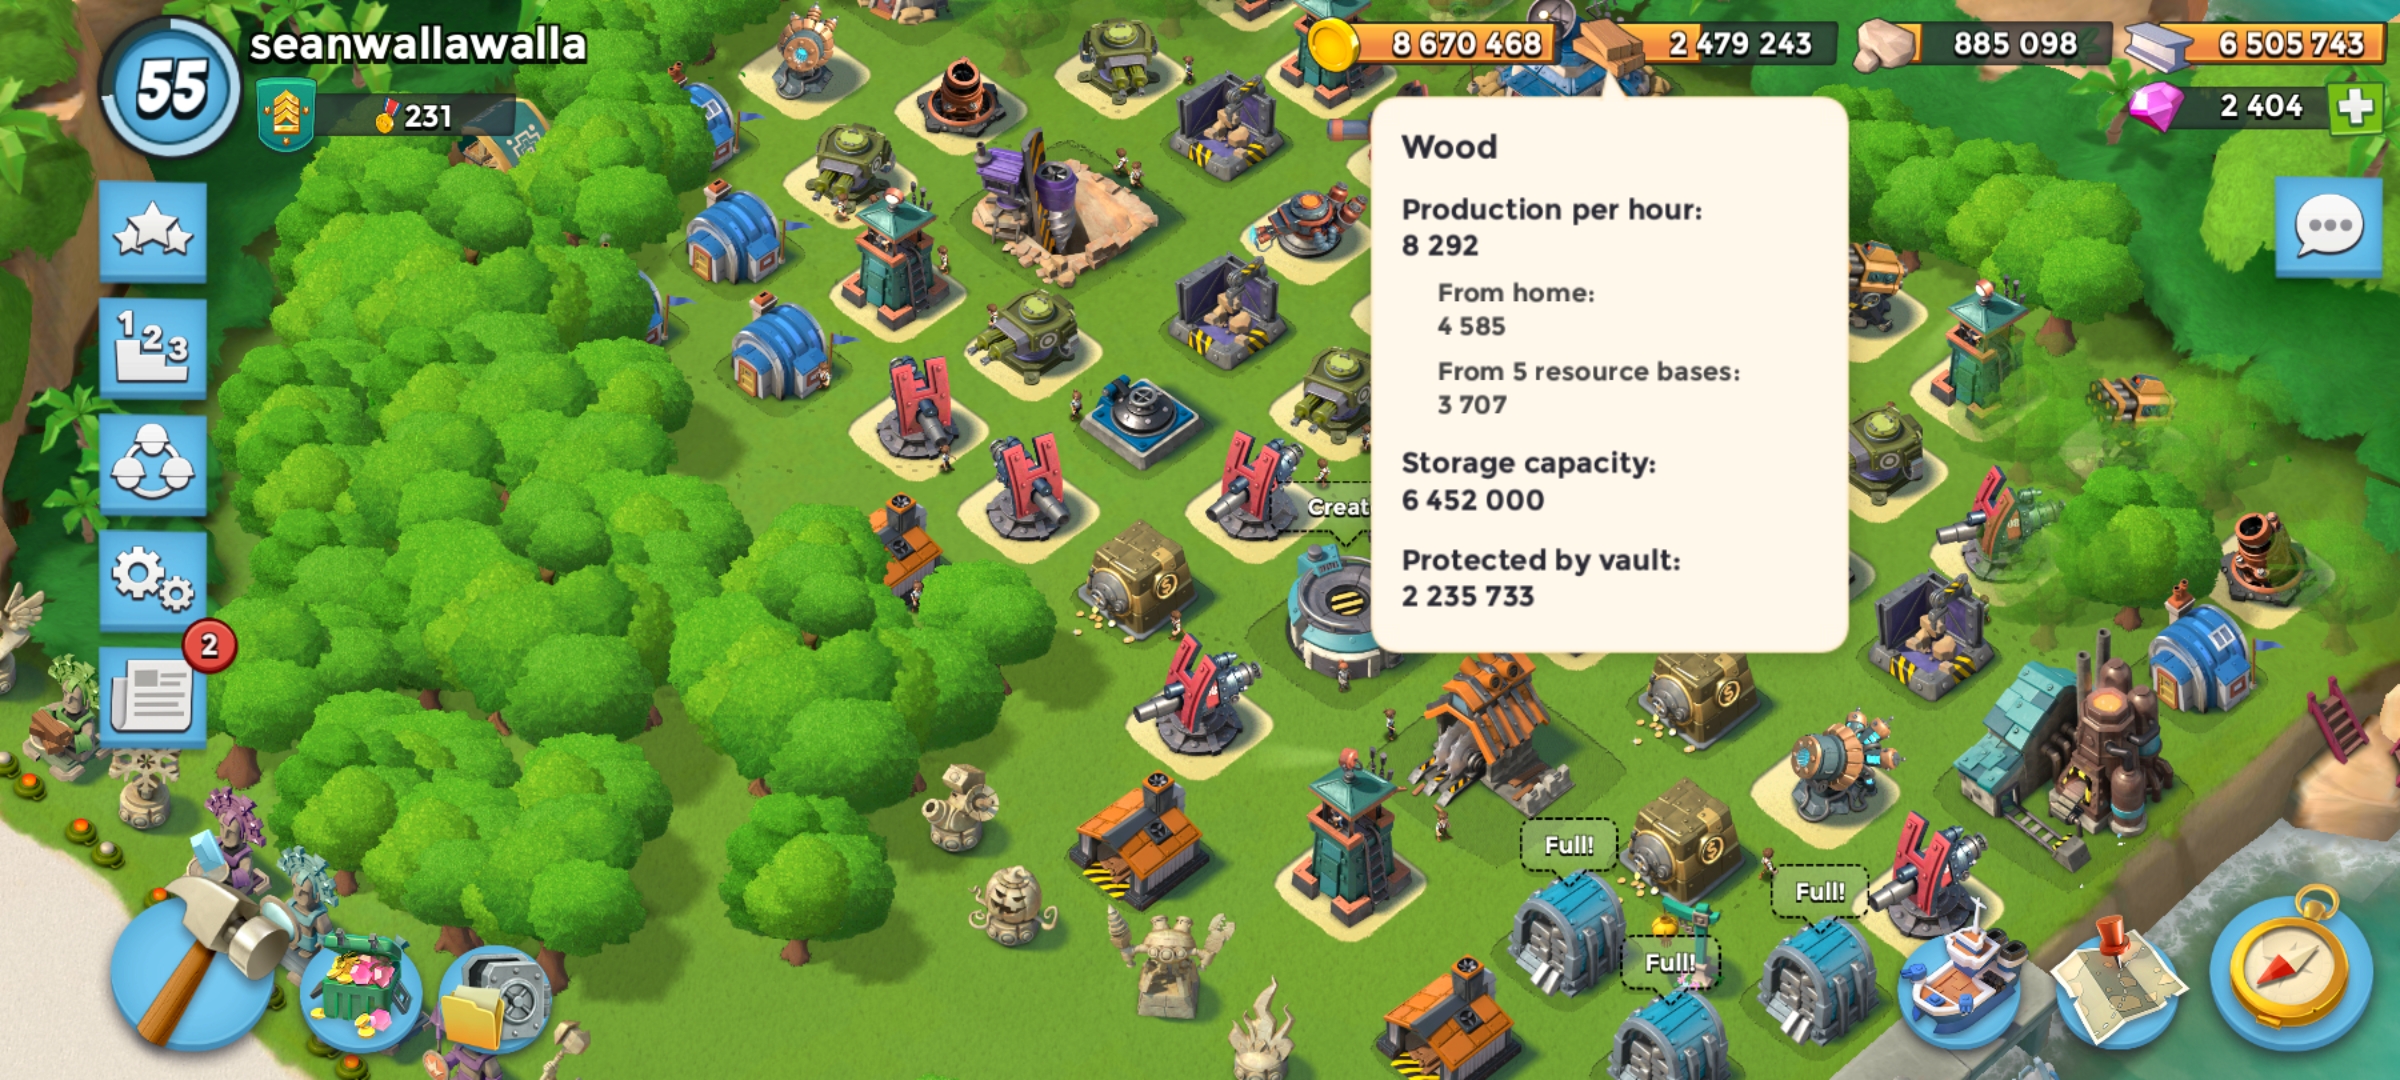 55
seanwallawalla
231
8 670 468
2 479 243
885 098
6 505 743
2 404
123
2
Wood
Production per hour:
8 292
From home:
4 585
From 5 resource bases:
3 707
Storage capacity:
6 452 000
Protected by vault:
2 235 733
Full!
Full!
Full!